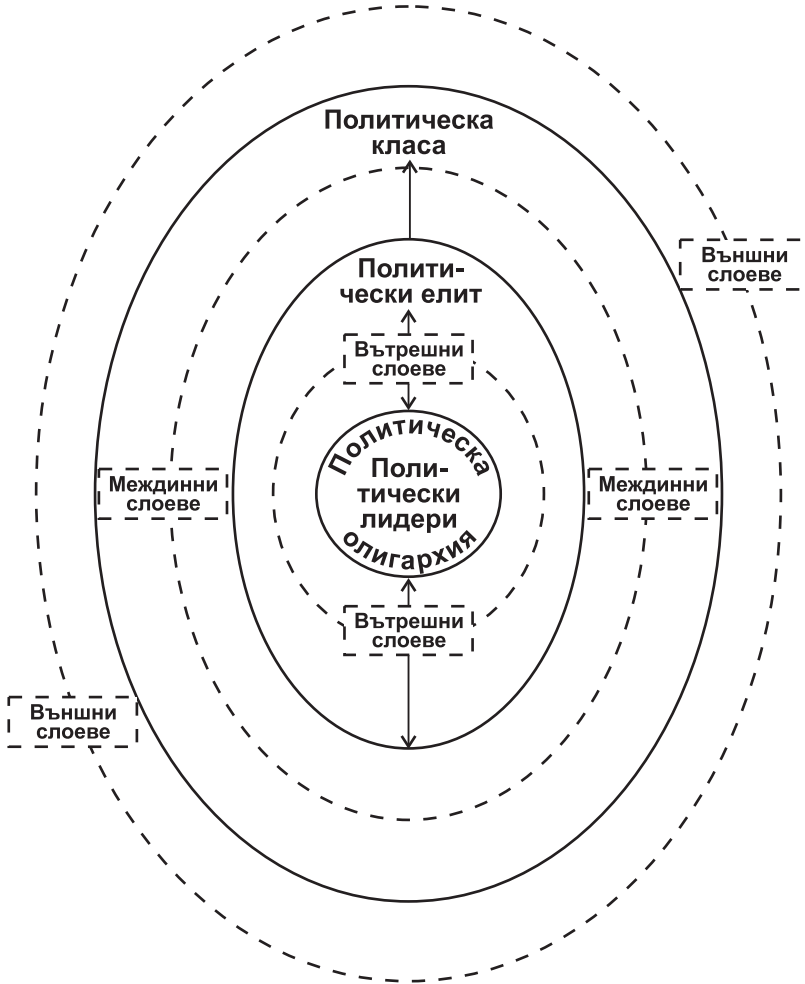 Политическа
класа
Външни
слоеве
Полити-
чески елит
Вътрешни
слоеве
Политическа
Поли-
тически
лидери
олигархия
Междинни
слоеве
Междинни
слоеве
Вътрешни
слоеве
Външни
слоеве